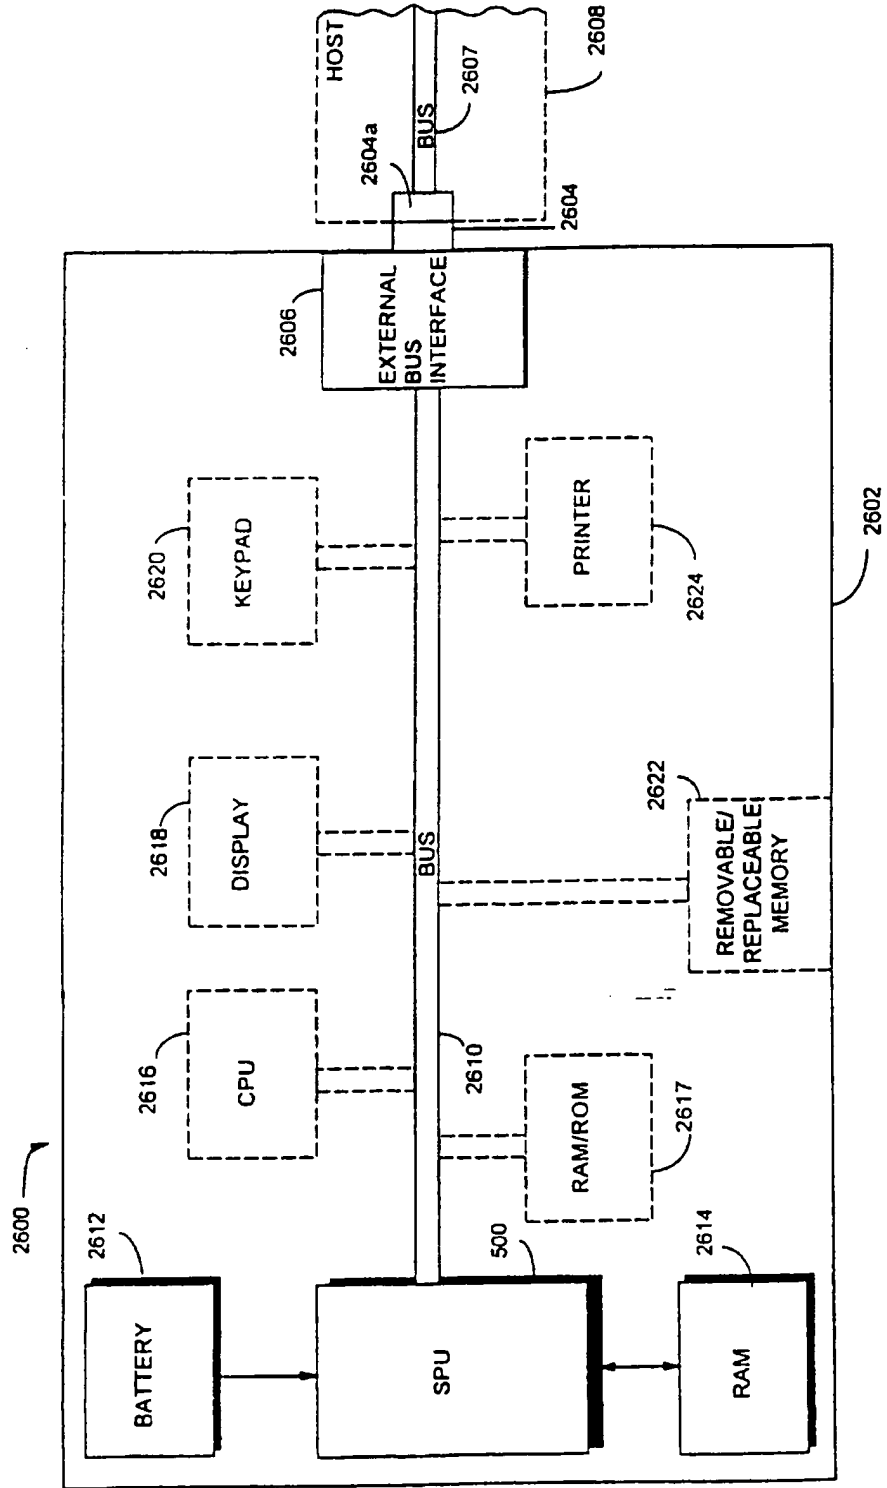 2600
BATTERY
2612
SPU
500
RAM
2614
CPU
2616
RAM/ROM
2617
DISPLAY
2618
BUS
2610
REMOVABLE/
REPLACEABLE
MEMORY
2622
KEYPAD
2620
PRINTER
2624
EXTERNAL
BUS
INTERFACE
2606
2602
2604
2604a
HOST
BUS
2607
2608